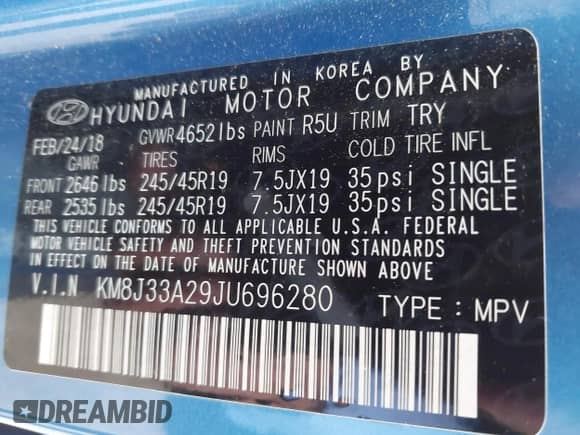 MANUFACTURED IN KOREA BY
HYUNDAI MOTOR COMPANY
FEB/24/18 GVWR 4652lbs PAINT R5U TRIM TRY
GAWR TIRES RIMS COLD TIRE INFL
FRONT 2646lbs 245/45R19 7.5JX19 35psi SINGLE
REAR 2535lbs 245/45R19 7.5JX19 35psi SINGLE
THIS VEHICLE CONFORMS TO ALL APPLICABLE U.S.A. FEDERAL
MOTOR VEHICLE SAFETY AND THEFT PREVENTION STANDARDS
IN EFFECT ON THE DATE OF MANUFACTURE SHOWN ABOVE
V.I.N KM8J33A29JU696280 TYPE: MPV
DREAMBID